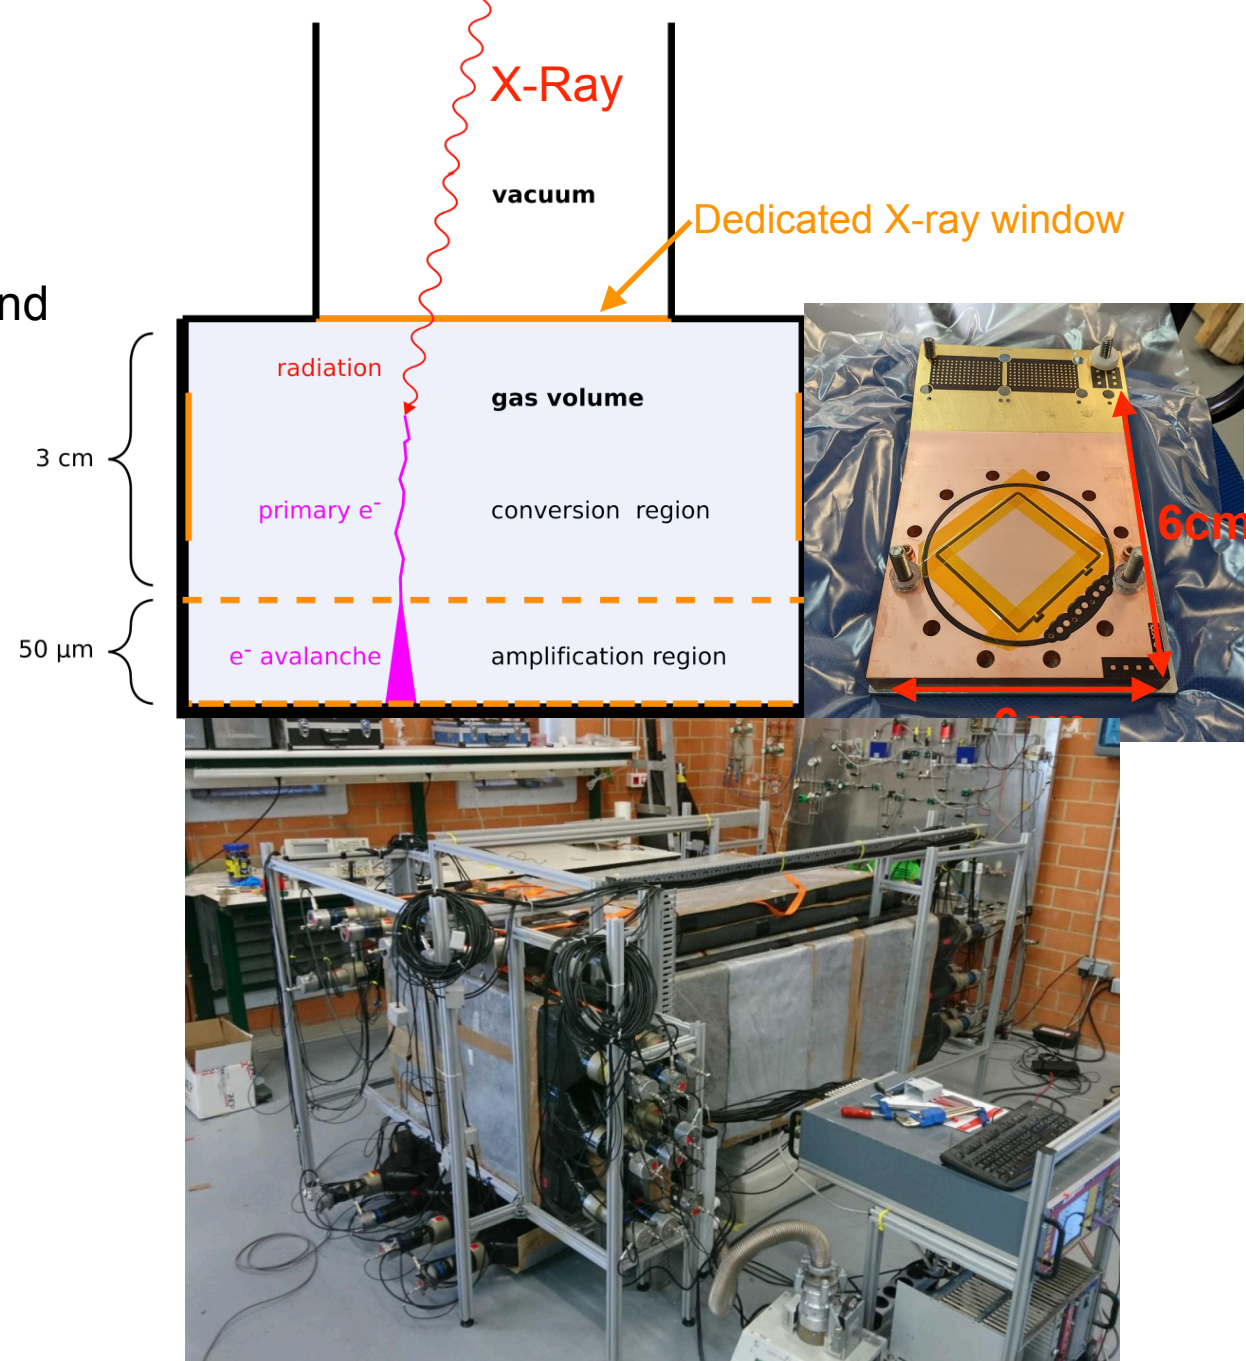 X-Ray
vacuum
Dedicated X-ray window
nd
radiation
gas volume
3 cm
primary e-
conversion region
6cm
50 μm
e- avalanche
amplification region